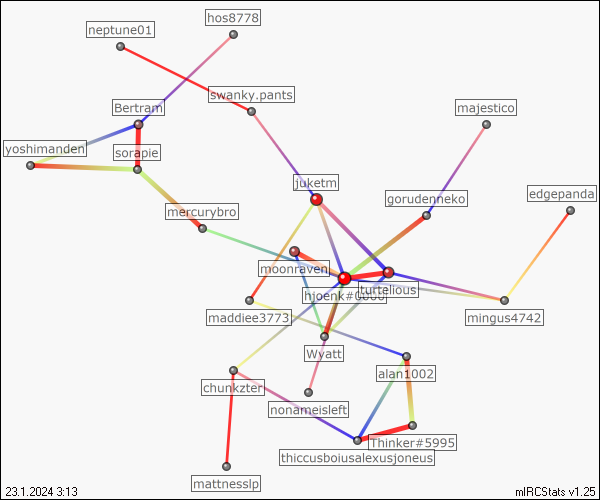 hos8778
neptune01
swanky.pants
Bertram
majestico
yoshimanden
sorapie
juketm
gorudenneko
edgepanda
mercurybro
moonraven
hjoenk#0000
turtelious
maddiee3773
mingus4742
Wyatt
alan1002
chunkzter
nonameisleft
Thinker#5995
thiccusboiusalexusjoneus
mattnesslp
23.1.2024 3:13
mIRCStats v1.25